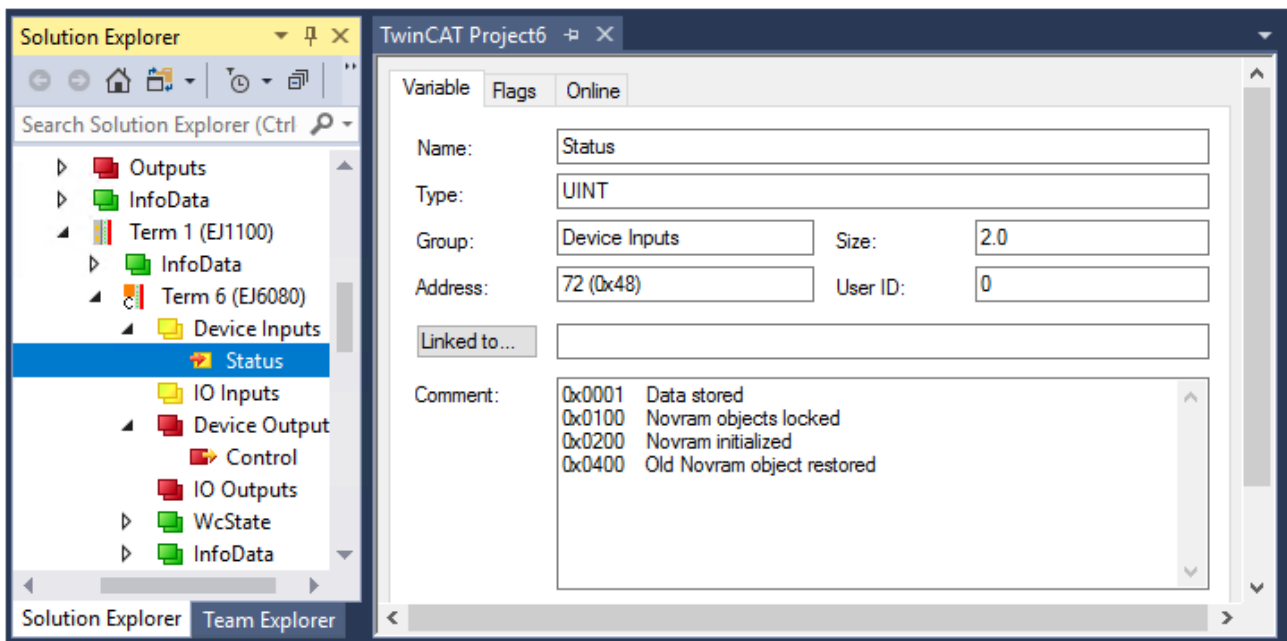 Solution Explorer
Search Solution Explorer (Ctrl
Outputs
InfoData
Term 1 (EJ1100)
InfoData
Term 6 (EJ6080)
Device Inputs
Status
IO Inputs
Device Output
Control
IO Outputs
WcState
InfoData
Solution Explorer Team Explorer
TwinCAT Project6
Variable Flags Online
Name: Status
Type: UINT
Group: Device Inputs Size: 2.0
Address: 72 (0x48) User ID: 0
Linked to...
Comment: 0x0001 Data stored
0x0100 Novram objects locked
0x0200 Novram initialized
0x0400 Old Novram object restored